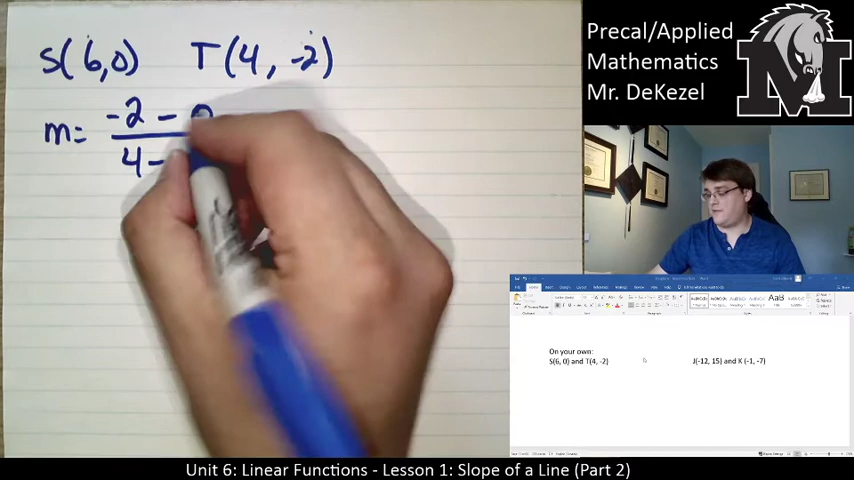 S(6,0) T(4, -2)
m= -2 - 0
4 -
Precal/Applied
Mathematics
Mr. DeKezel
M
On your own:
S(6, 0) and T(4, -2)
J(-12, 15) and K (-1, -7)
Unit 6: Linear Functions - Lesson 1: Slope of a Line (Part 2)